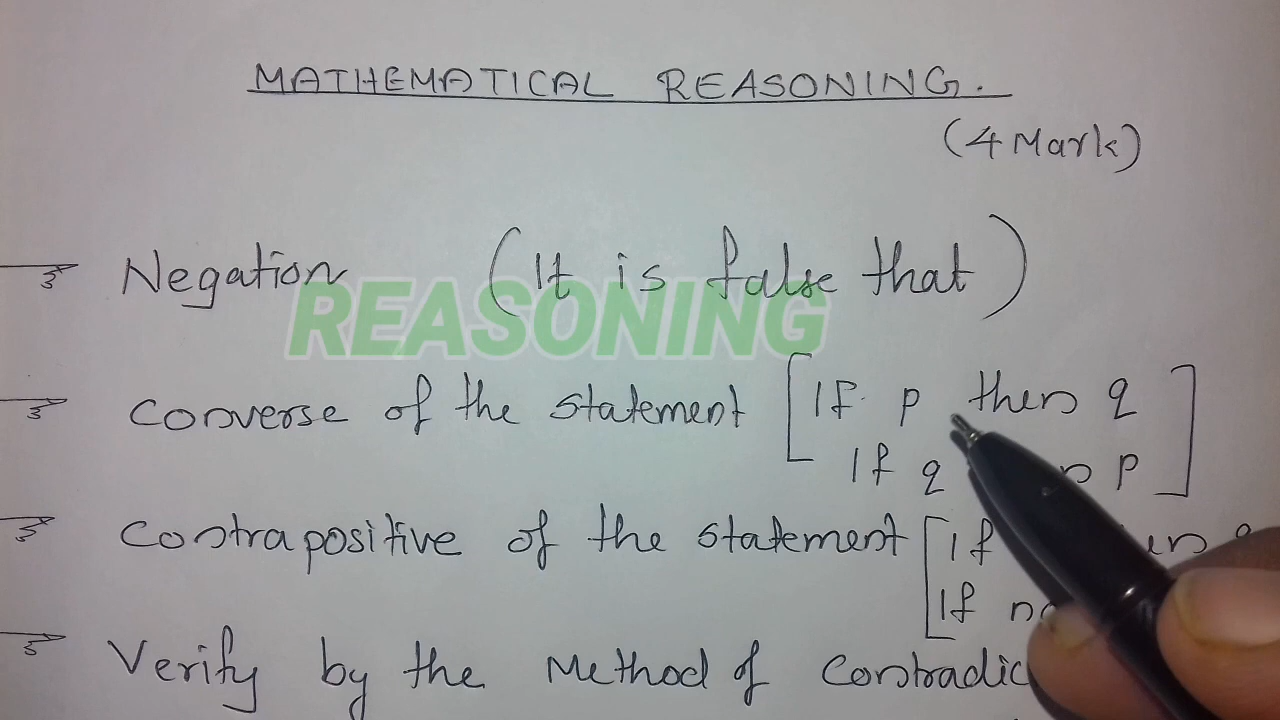 MATHEMATICAL REASONING.
(4 Mark)
Negation (It is false that)
REASONING
Converse of the statement [If p then q
If q p]
Contrapositive of the statement [If
[If
Verify by the Method of